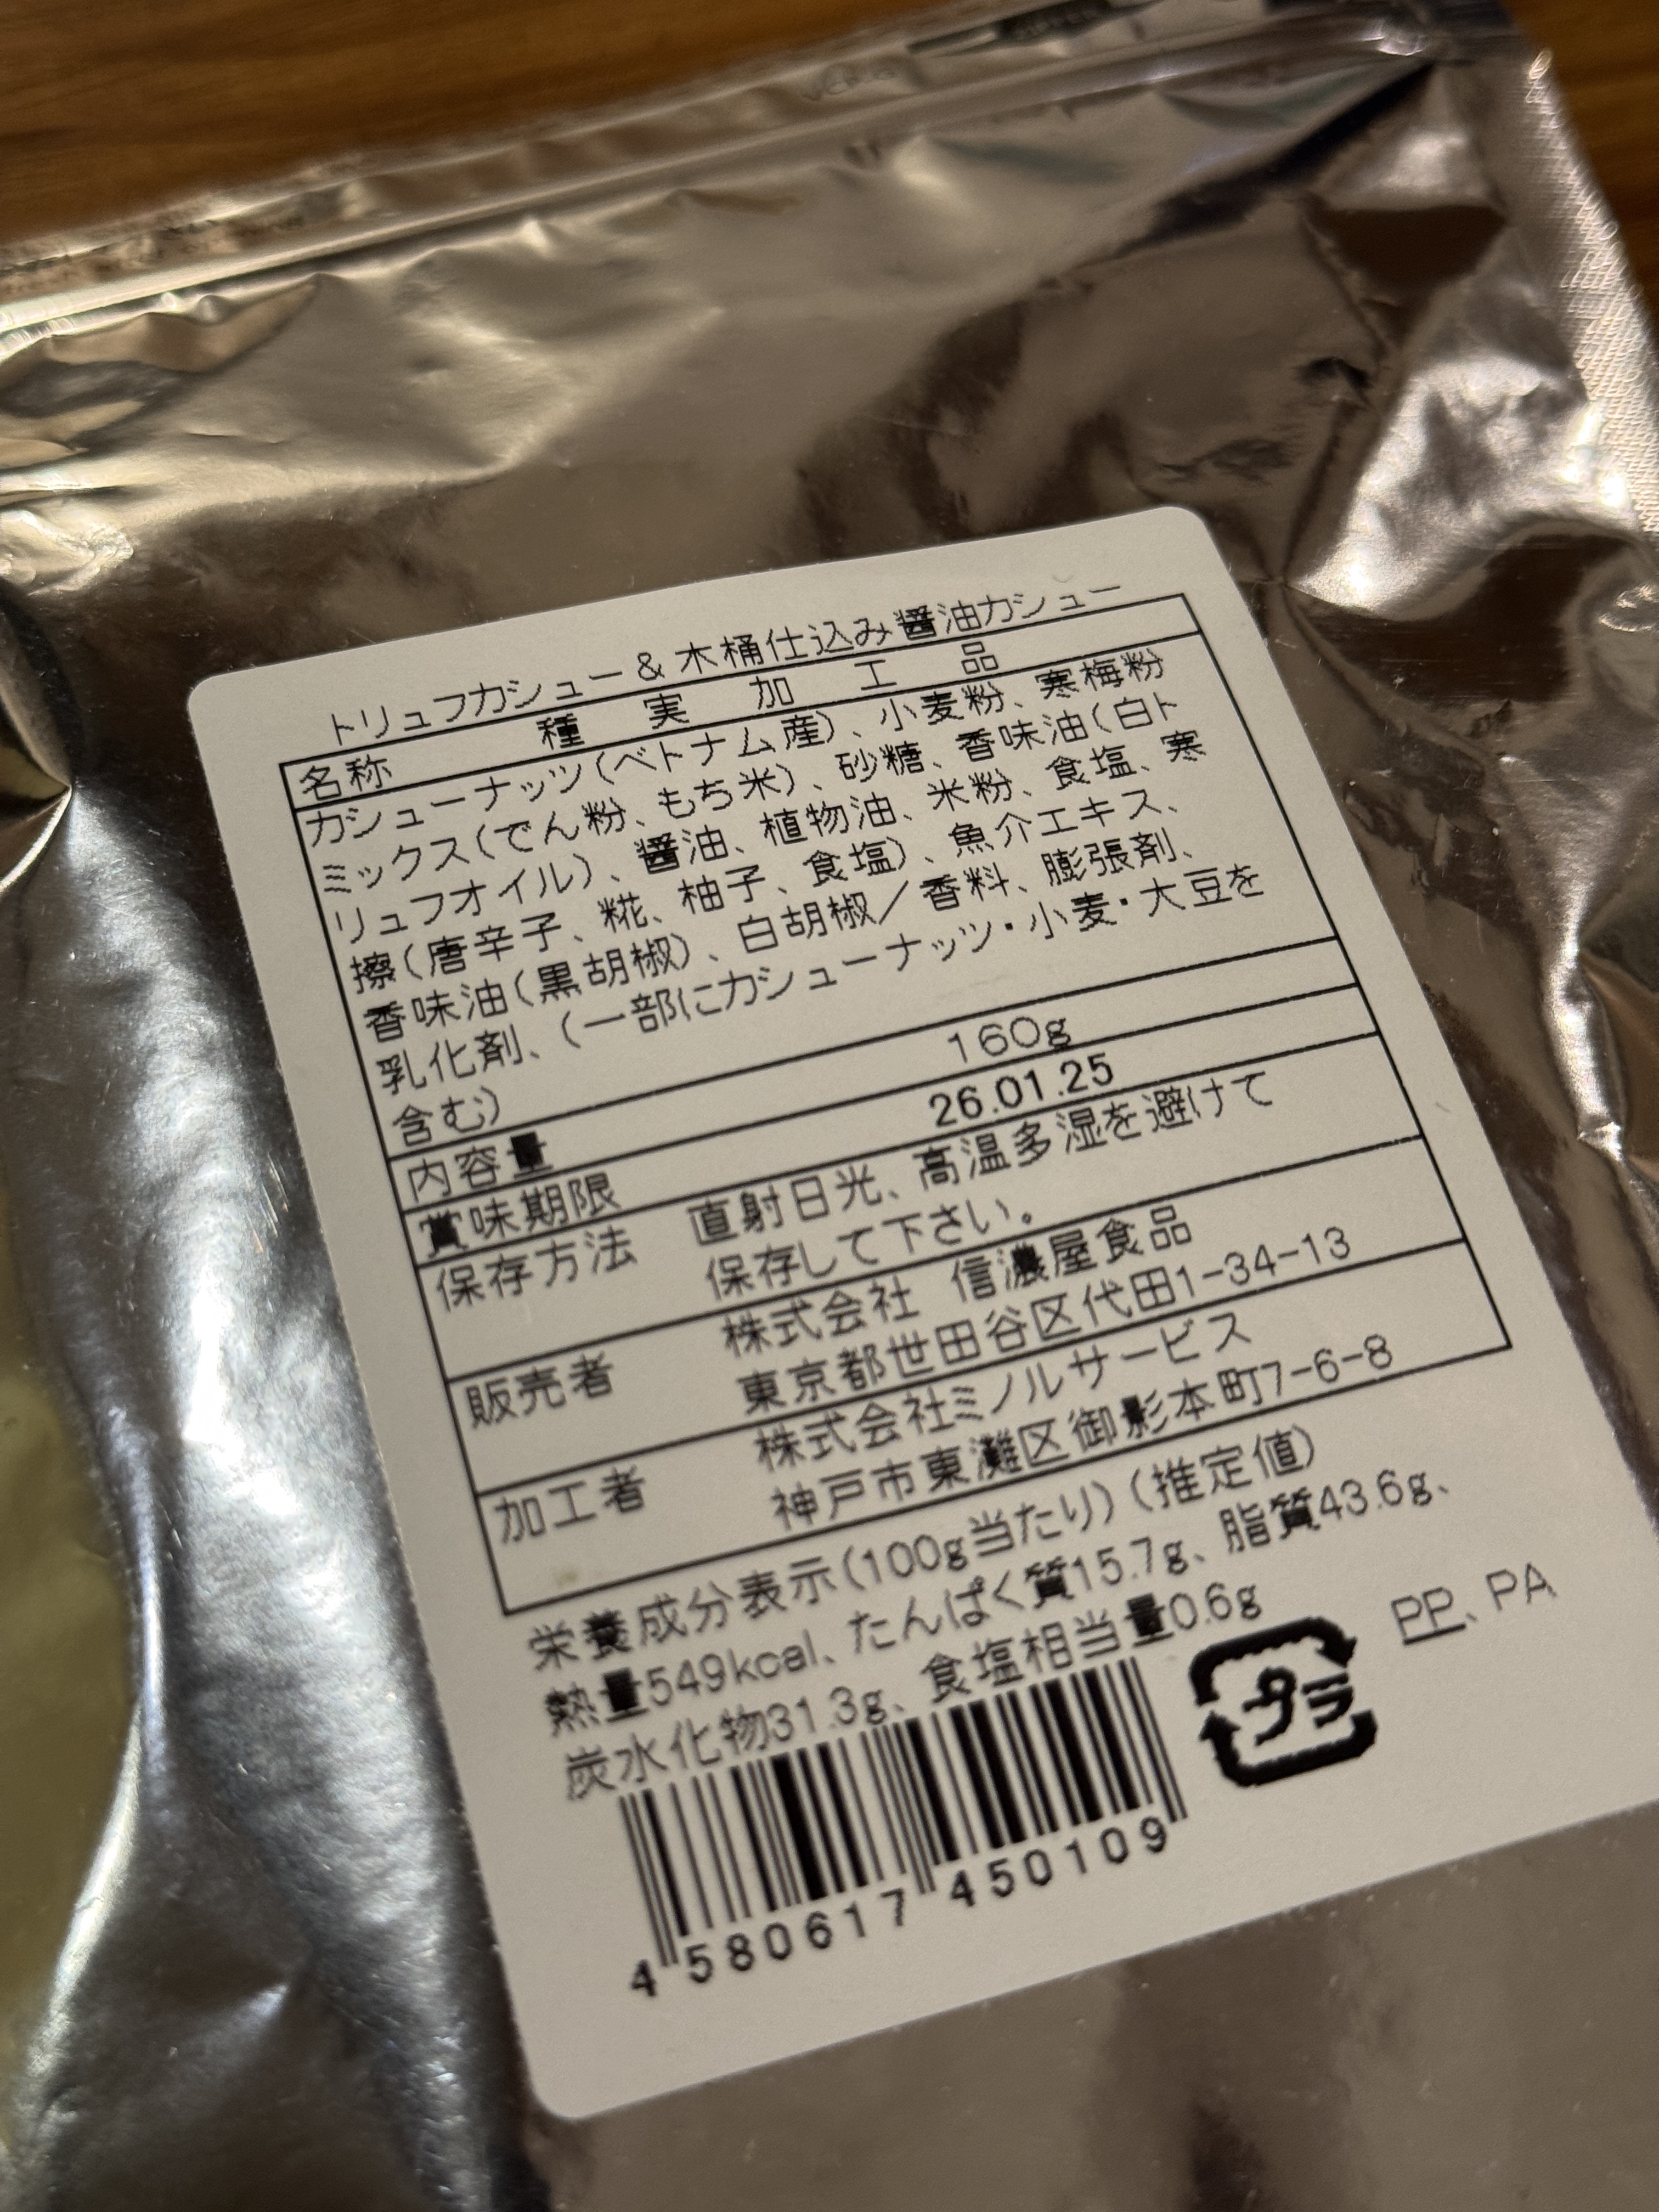 トリュフカシュー & 木桶仕込み醤油カシュー
名称 種実加工品
カシューナッツ(ベトナム産)、小麦粉、寒梅粉
ミックス(でん粉、もち米)、砂糖、香味油(白ト
リュフオイル)、醤油、植物油、米粉、食塩、寒
擦(唐辛子、糀、柚子、食塩)、魚介エキス、
香味油(黒胡椒)、白胡椒/香料、膨張剤、
乳化剤、(一部にカシューナッツ・小麦・大豆を
含む)
内容量 160g
賞味期限 26.01.25
保存方法 直射日光、高温多湿を避けて
保存して下さい。
販売者 株式会社 信濃屋食品
東京都世田谷区代田1-34-13
加工者 株式会社ミノルサービス
神戸市東灘区御影本町7-6-8
栄養成分表示(100g当たり)(推定値)
熱量549kcal、たんぱく質15.7g、脂質43.6g、
炭水化物31.3g、食塩相当量0.6g
プラ
PP、PA
4 580617 450109